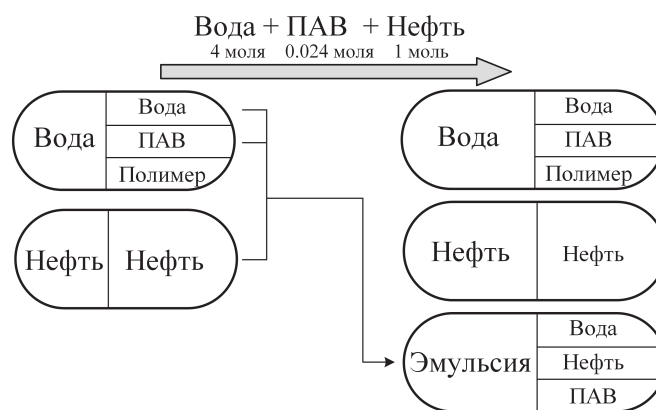 Вода + ПАВ + Нефть
4 моля 0.024 моля 1 моль
Вода
Вода
ПАВ
Полимер
Нефть
Нефть
Вода
Вода
ПАВ
Полимер
Нефть
Нефть
Эмульсия
Вода
Нефть
ПАВ